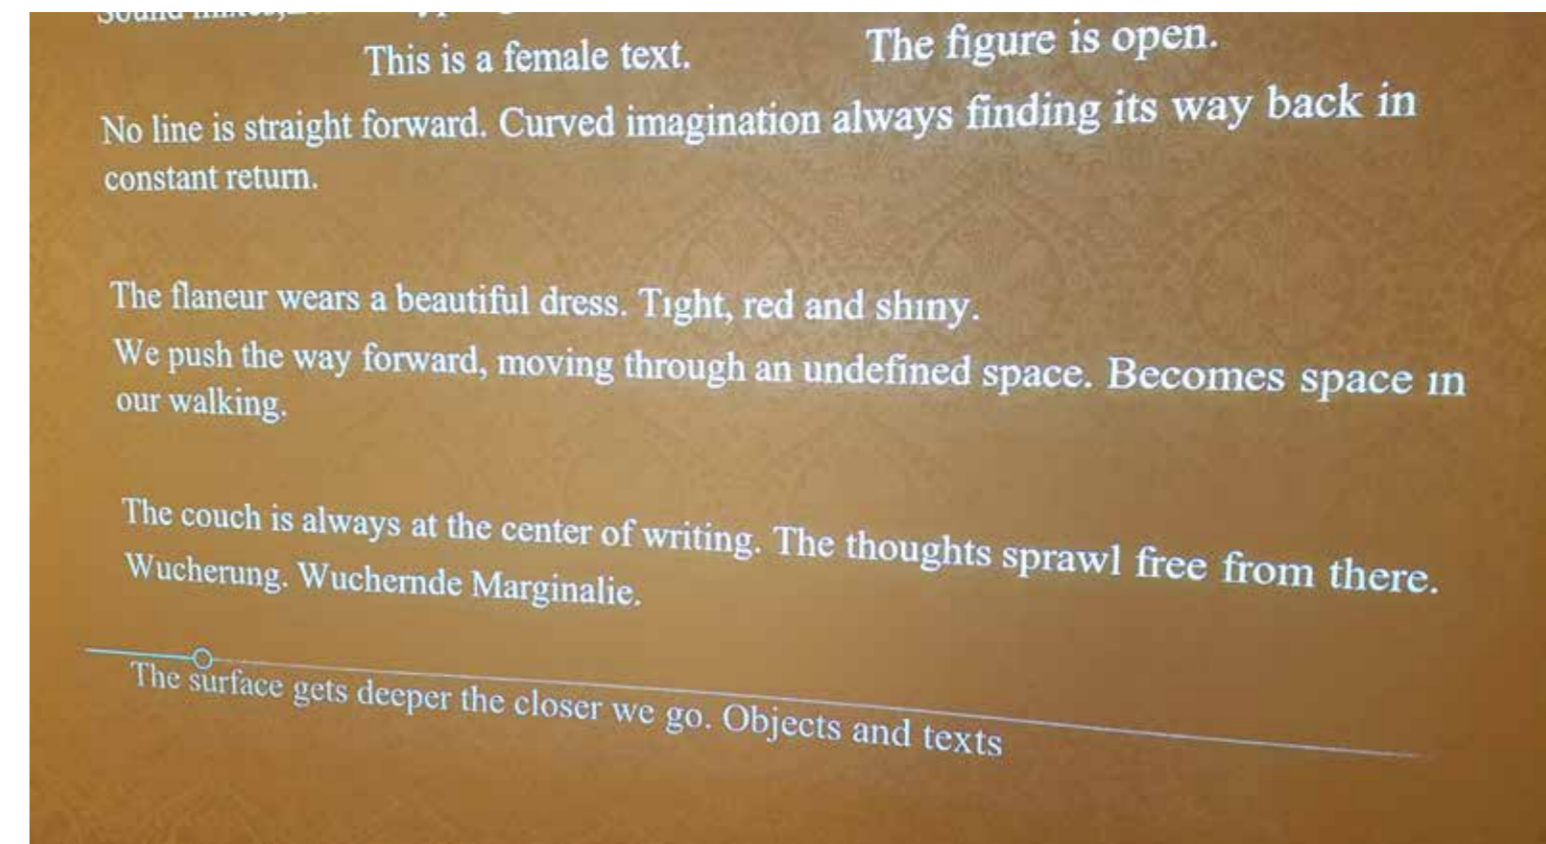 This is a female text. The figure is open.
No line is straight forward. Curved imagination always finding its way back in
constant return.
The flaneur wears a beautiful dress. Tight, red and shiny.
We push the way forward, moving through an undefined space. Becomes space in
our walking.
The couch is always at the center of writing. The thoughts sprawl free from there.
Wucherung. Wuchernde Marginalie.
The surface gets deeper the closer we go. Objects and texts